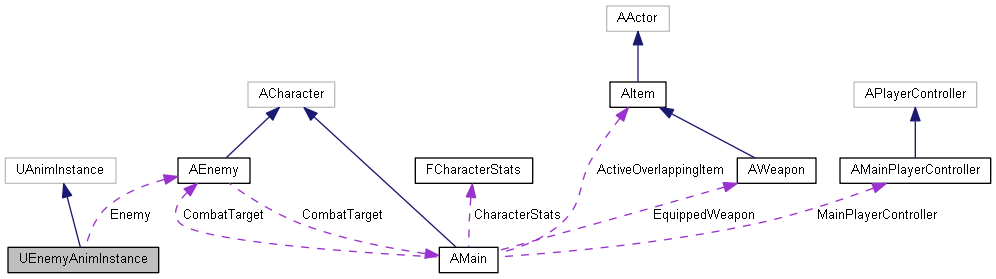 AActor
ACharacter
AItem
APlayerController
UAnimInstance
AEnemy
FCharacterStats
ActiveOverlappingItem
AWeapon
AMainPlayerController
Enemy
CombatTarget
CombatTarget
CharacterStats
EquippedWeapon
MainPlayerController
UEnemyAnimInstance
AMain